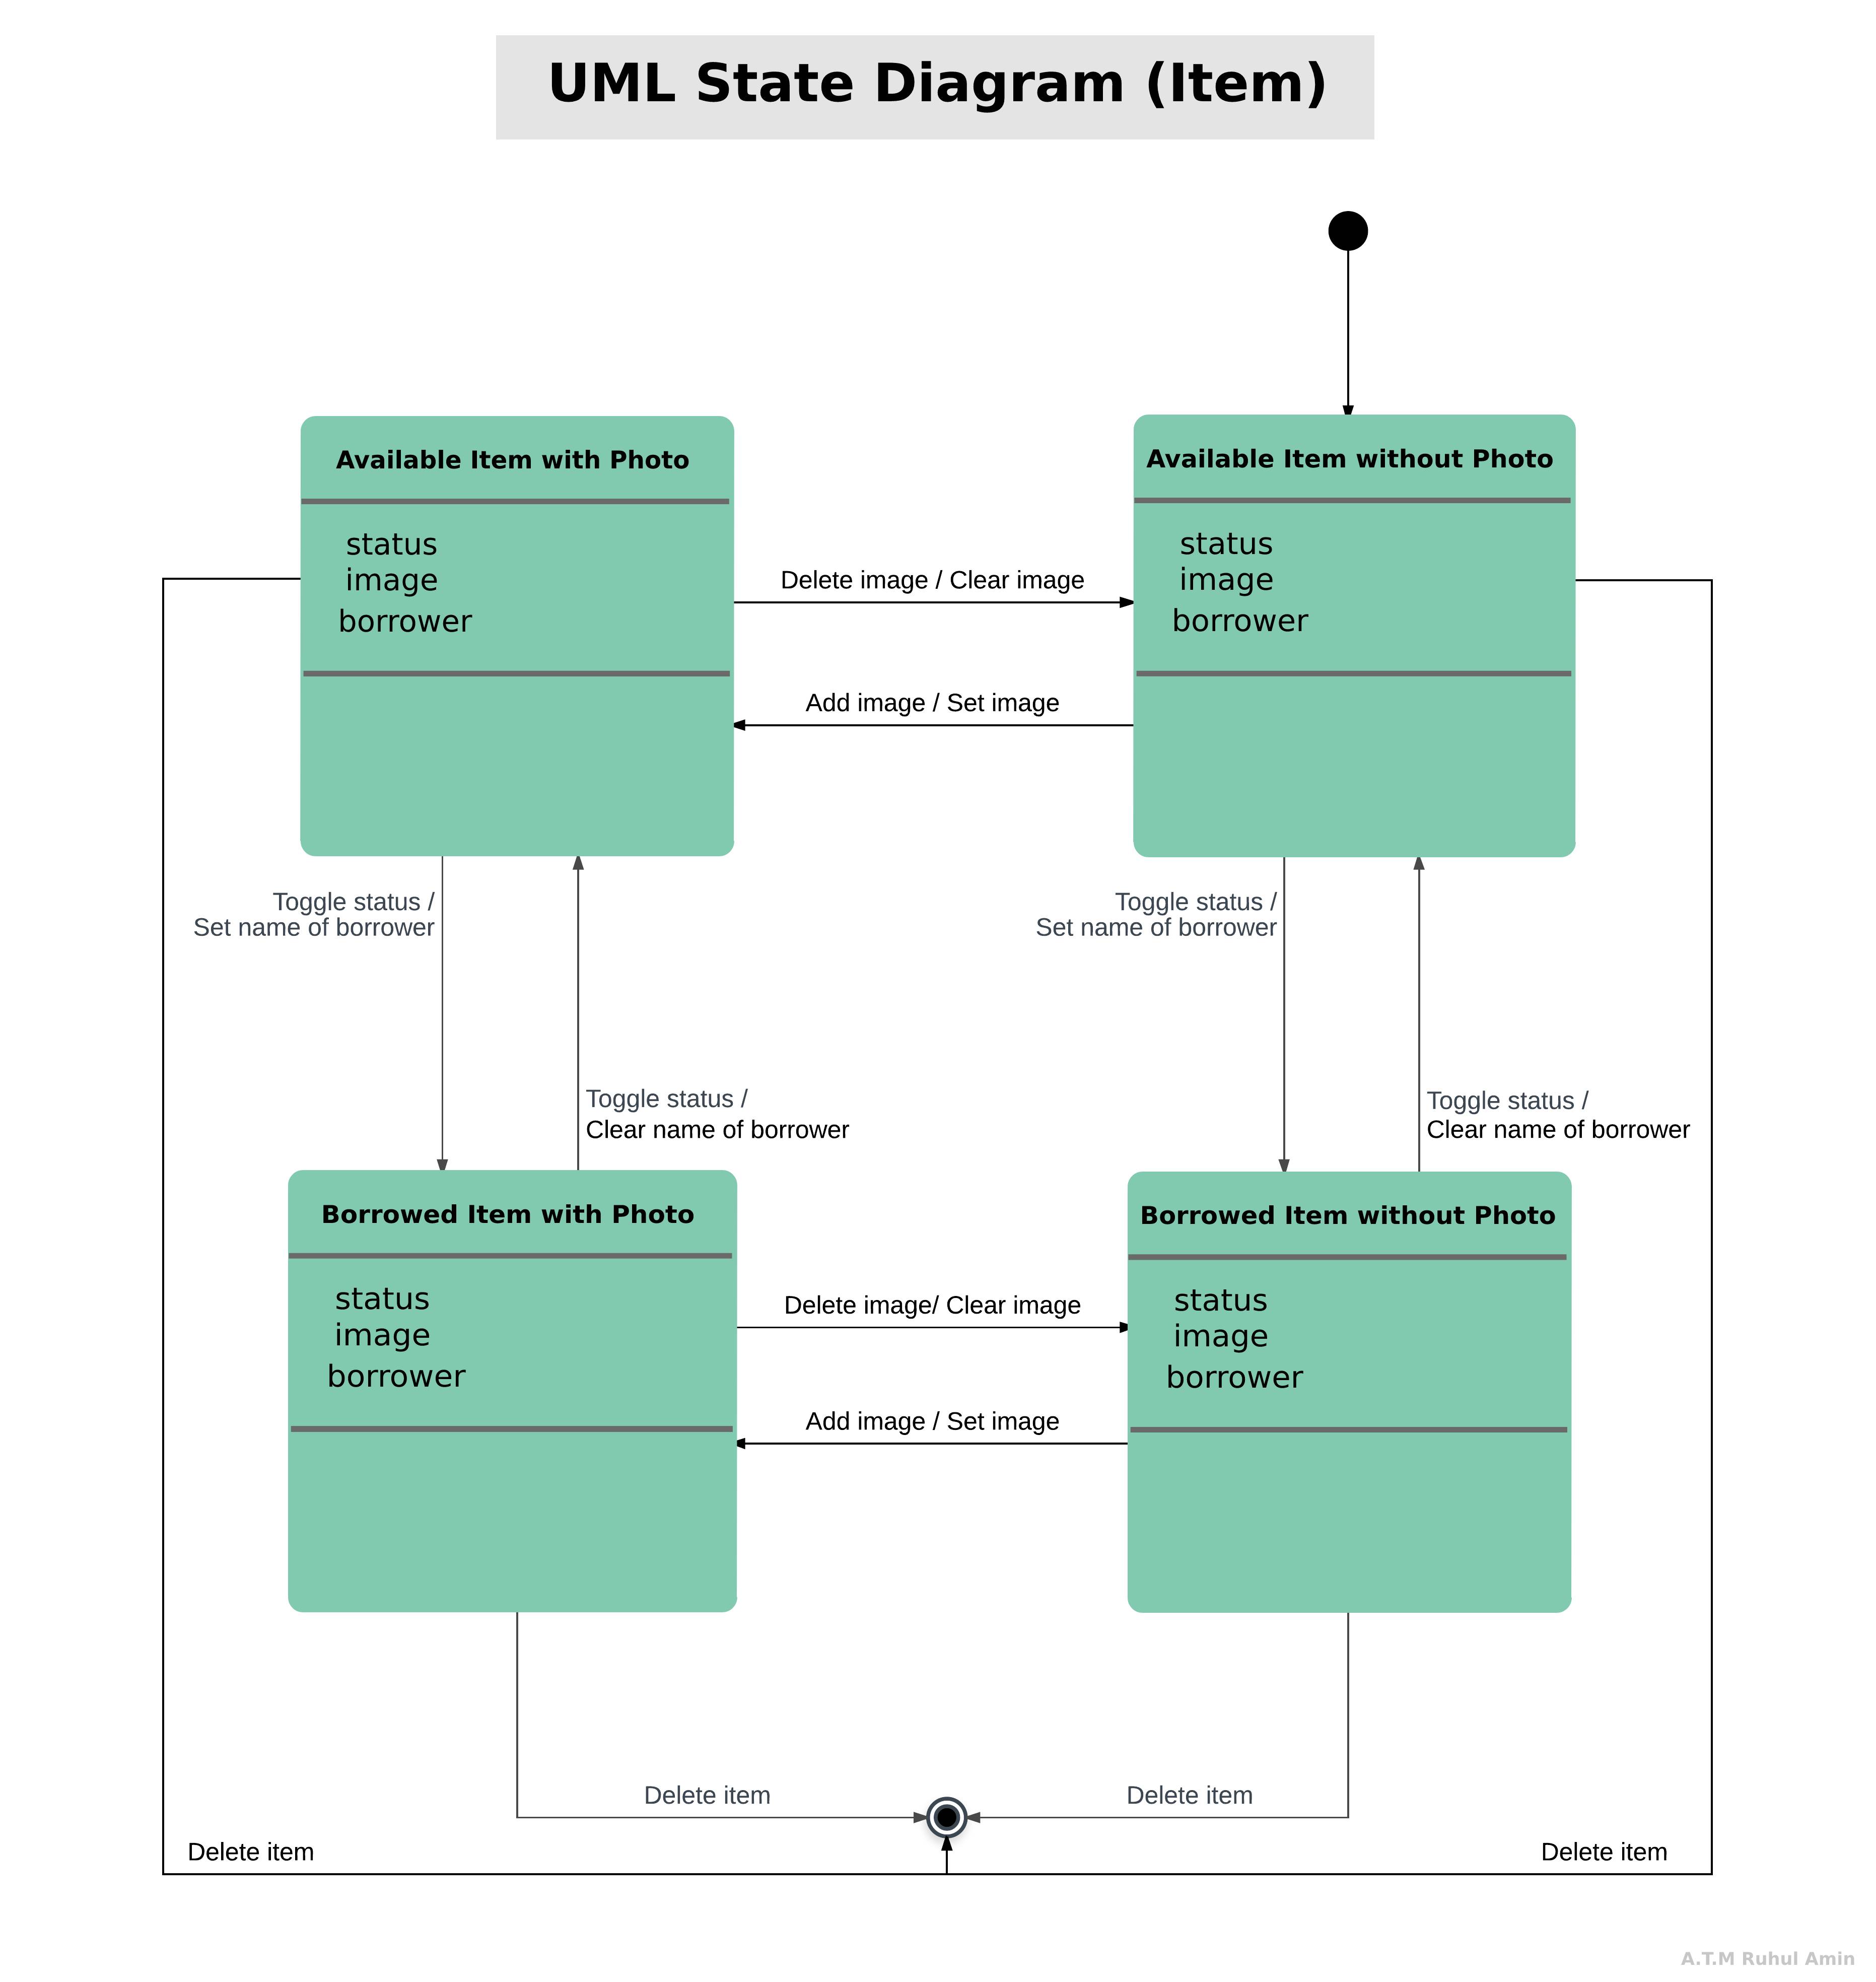 UML State Diagram (Item)
Available Item with Photo
status
image
borrower
Available Item without Photo
status
image
borrower
Delete image / Clear image
Add image / Set image
Toggle status /
Set name of borrower
Toggle status /
Clear name of borrower
Toggle status /
Set name of borrower
Toggle status /
Clear name of borrower
Borrowed Item with Photo
status
image
borrower
Borrowed Item without Photo
status
image
borrower
Delete image/ Clear image
Add image / Set image
Delete item
Delete item
Delete item
Delete item
A.T.M Ruhul Amin